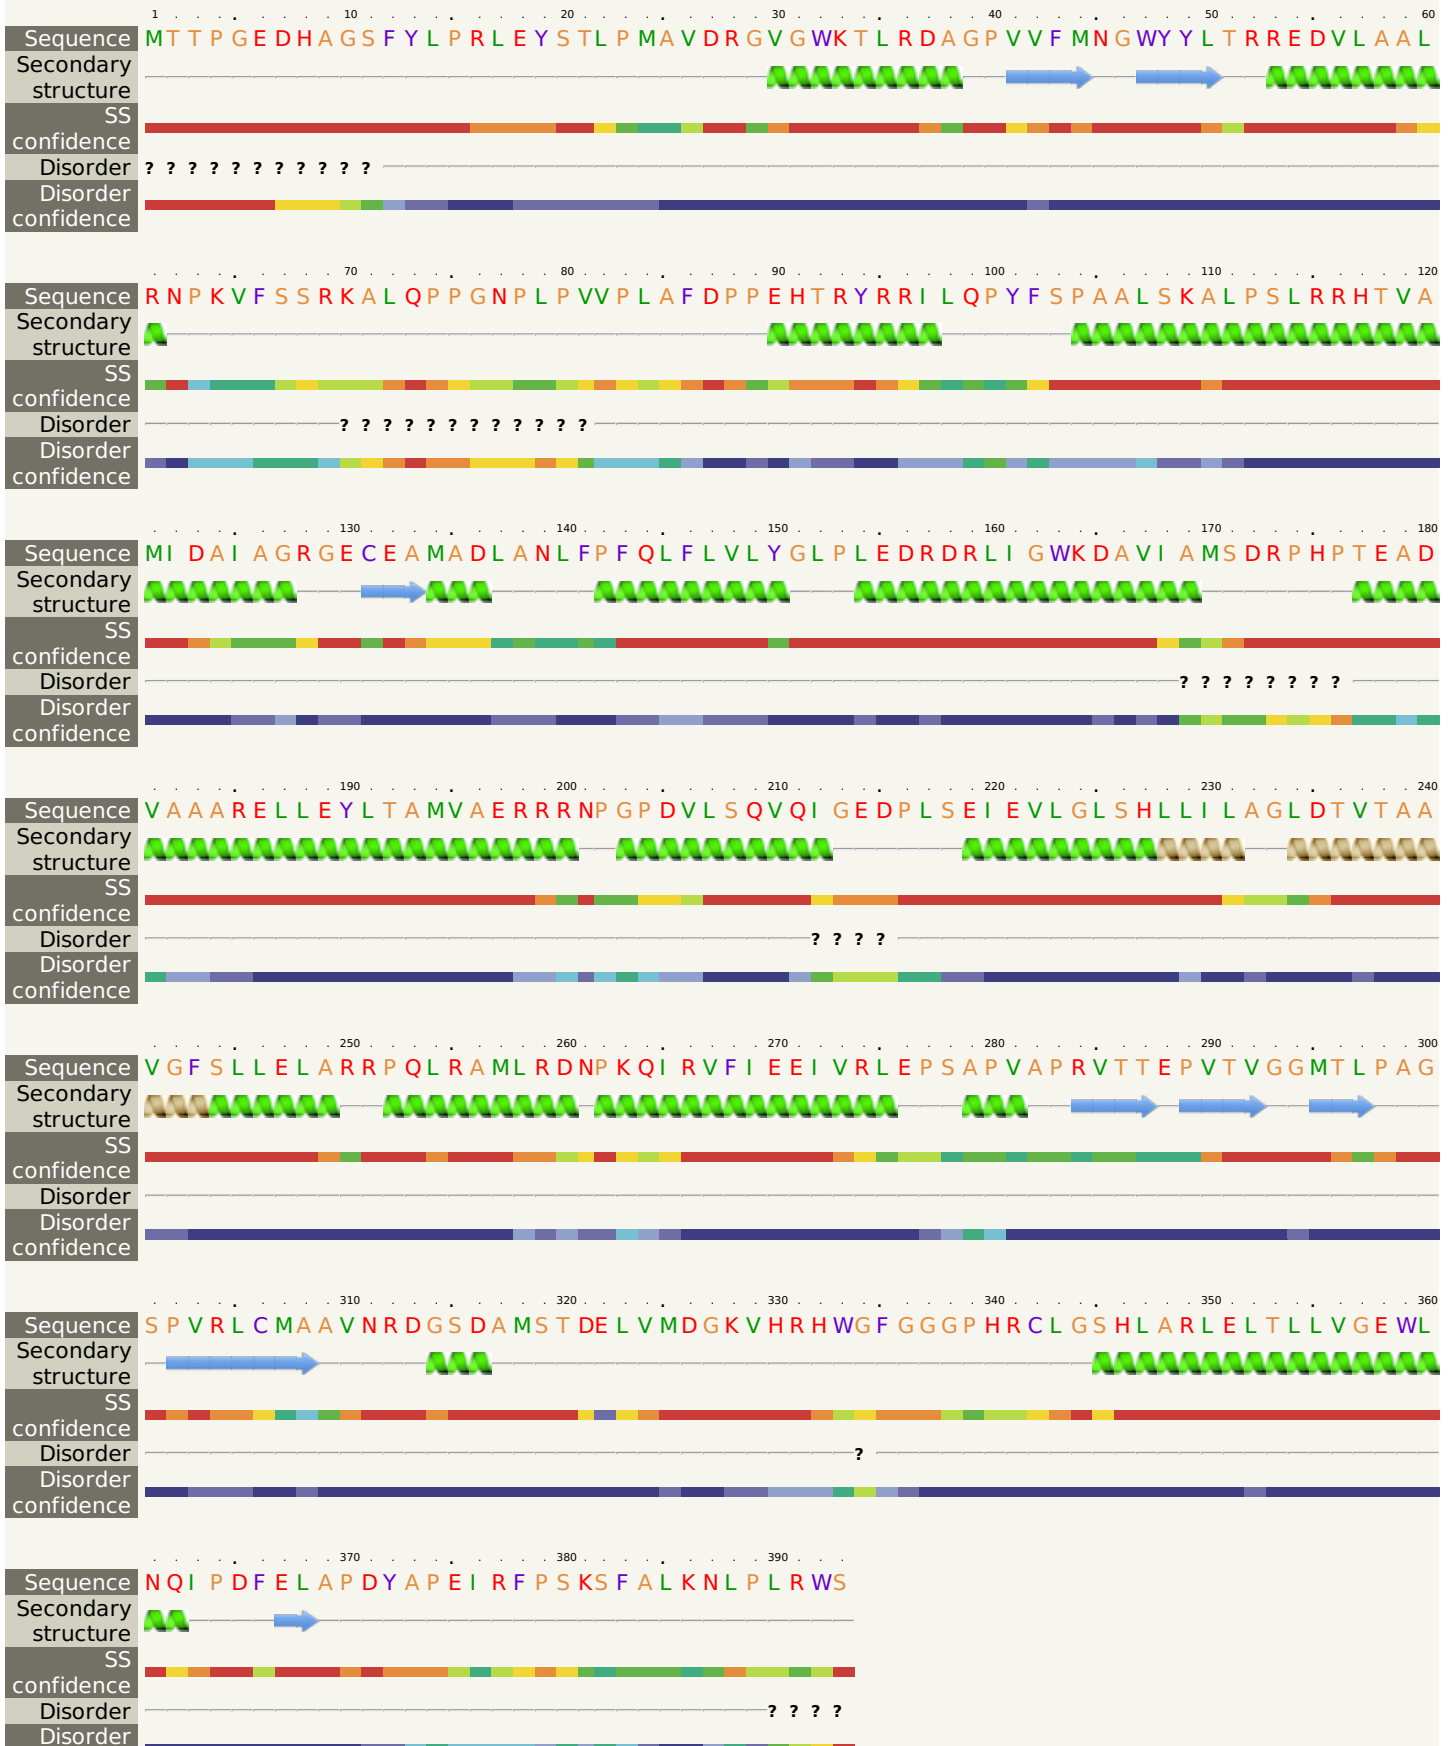 1 10 20 30 40 50 60
Sequence MTTPGEDHAGSFYLPRLEYSTLPMAVDRGVGWKTLRDAGPVVFMNGWYYLTRREDVLAAL
Secondary
structure
SS
confidence
Disorder ? ? ? ? ? ? ? ? ? ? ?
Disorder
confidence
70 80 90 100 110 120
Sequence RNPKVFSSRKALQPPGNPLPVVPLAFDPPEHTRYRRILQPYFSPAALSKALPSLRRHTVA
Secondary
structure
SS
confidence
Disorder ? ? ? ? ? ? ? ? ? ? ? ?
Disorder
confidence
130 140 150 160 170 180
Sequence MIDAIAGRGECEAMADLANLFPFQLFLVLYGLPLEDRDRLIGWKDAVIAMSDRPHPTEAD
Secondary
structure
SS
confidence
Disorder ? ? ? ? ? ? ? ?
Disorder
confidence
190 200 210 220 230 240
Sequence VAAARELLEYLTAMVAERRRNPGPDVLSQVQIGEDPLSEIEVLGLSHLLILAGLDTVTAA
Secondary
structure
SS
confidence
Disorder ? ? ? ?
Disorder
confidence
250 260 270 280 290 300
Sequence VGFSLLELARRPQLRAMLRDNPKQIRVFIEEIVRLEPSAPVAPRVTTEPVTVGGMTLPAG
Secondary
structure
SS
confidence
Disorder
Disorder
confidence
310 320 330 340 350 360
Sequence SPVRLCMAAVNRDGSDAMSTDELVMDGKVHRHWGFGGGPHRCLGSHLARLELTLLVGEWL
Secondary
structure
SS
confidence
Disorder ?
Disorder
confidence
370 380 390
Sequence NQIPDFELAPDYAPEIRFPSKSFALKNLPLRWS
Secondary
structure
SS
confidence
Disorder ? ? ? ?
Disorder